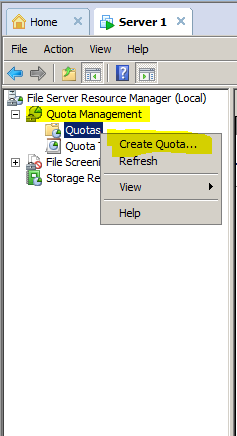 Home
Server 1
File Action View Help
File Server Resource Manager (Local)
Quota Management
Quotas
Create Quota...
Quota T
Refresh
File Screeni
View
Storage Re
Help